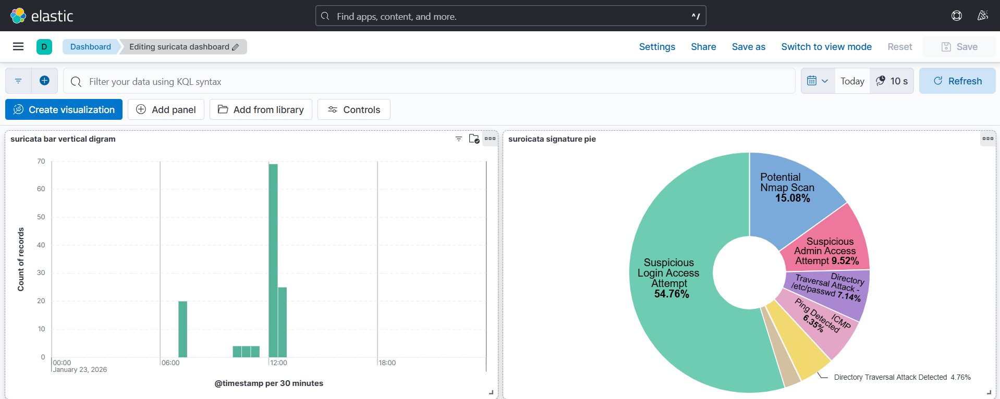 elastic
Find apps, content, and more.
^/
D
Dashboard
Editing suricata dashboard
Settings
Share
Save as
Switch to view mode
Reset
Save
Filter your data using KQL syntax
Today
10 s
Refresh
Create visualization
Add panel
Add from library
Controls
suricata bar vertical digram
70
60
50
40
30
20
10
0
Count of records
00:00
January 23, 2026
06:00
12:00
18:00
@timestamp per 30 minutes
suroicata signature pie
Potential
Nmap Scan
15.08%
Suspicious
Admin Access
Attempt 9.52%
Directory
Traversal Attack -
/etc/passwd 7.14%
ICMP
Ping Detected
6.35%
Directory Traversal Attack Detected 4.76%
Suspicious
Login Access
Attempt
54.76%